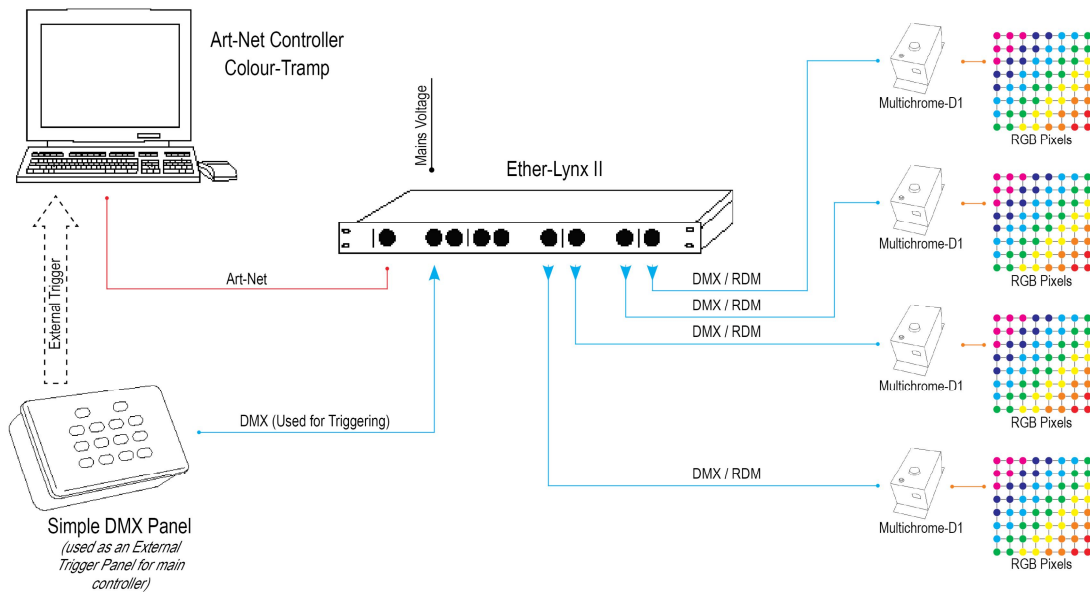 Art-Net Controller
Colour-Tramp
Mains Voltage
Ether-Lynx II
External Trigger
Art-Net
DMX (Used for Triggering)
Simple DMX Panel
(used as an External
Trigger Panel for main
controller)
DMX / RDM
DMX / RDM
DMX / RDM
DMX / RDM
Multichrome-D1
RGB Pixels
Multichrome-D1
RGB Pixels
Multichrome-D1
RGB Pixels
Multichrome-D1
RGB Pixels